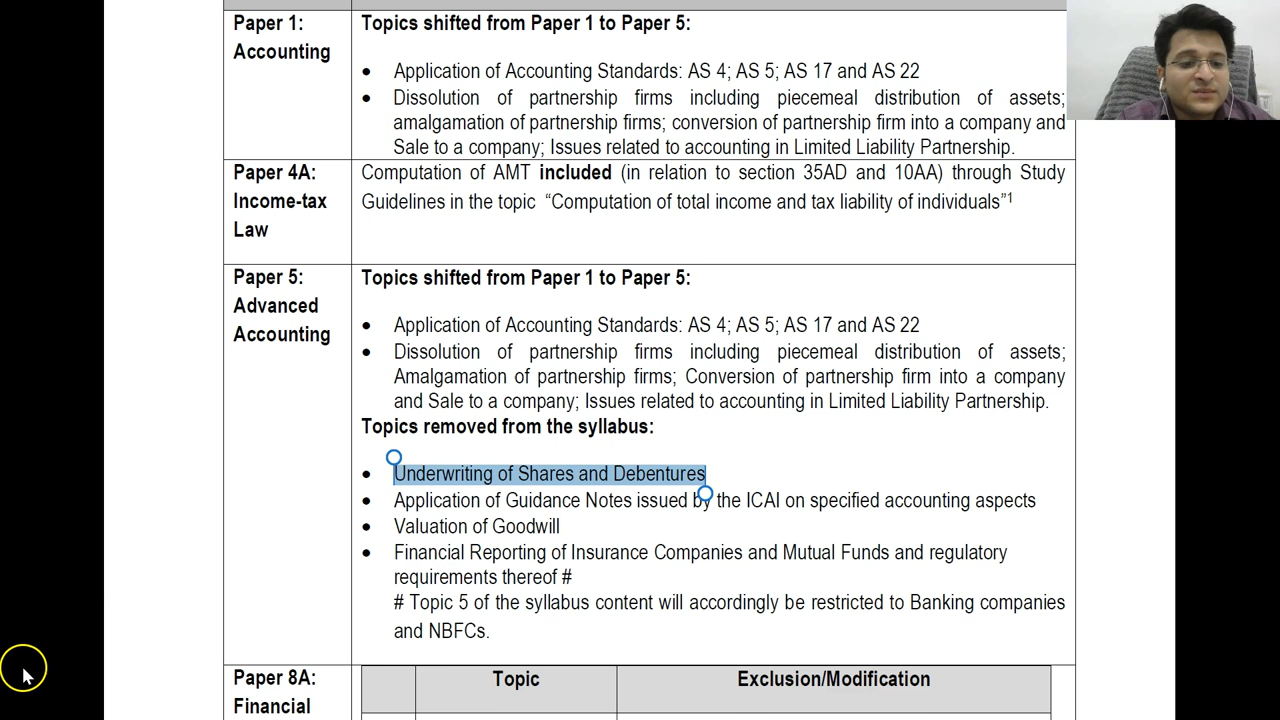 Paper 1:
Accounting
Topics shifted from Paper 1 to Paper 5:
• Application of Accounting Standards: AS 4; AS 5; AS 17 and AS 22
• Dissolution of partnership firms including piecemeal distribution of assets;
amalgamation of partnership firms; conversion of partnership firm into a company and
Sale to a company; Issues related to accounting in Limited Liability Partnership.
Paper 4A:
Income-tax
Law
Computation of AMT included (in relation to section 35AD and 10AA) through Study
Guidelines in the topic “Computation of total income and tax liability of individuals”1
Paper 5:
Advanced
Accounting
Topics shifted from Paper 1 to Paper 5:
• Application of Accounting Standards: AS 4; AS 5; AS 17 and AS 22
• Dissolution of partnership firms including piecemeal distribution of assets;
Amalgamation of partnership firms; Conversion of partnership firm into a company
and Sale to a company; Issues related to accounting in Limited Liability Partnership.
Topics removed from the syllabus:
• Underwriting of Shares and Debentures
• Application of Guidance Notes issued by the ICAI on specified accounting aspects
• Valuation of Goodwill
• Financial Reporting of Insurance Companies and Mutual Funds and regulatory
requirements thereof #
# Topic 5 of the syllabus content will accordingly be restricted to Banking companies
and NBFCs.
Paper 8A:
Financial
Topic
Exclusion/Modification